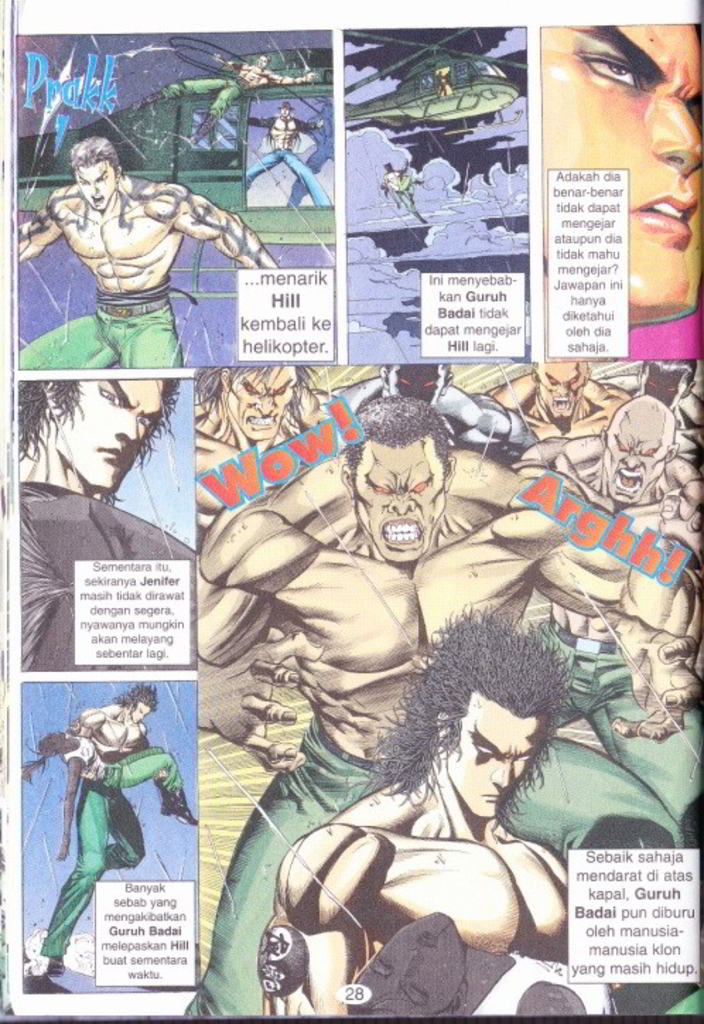 Prakk
!
...menarik
Hill
kembali ke
helikopter.
Ini menyebab-
kan Guruh
Badai tidak
dapat mengejar
Hill lagi.
Adakah dia
benar-benar
tidak dapat
mengejar
ataupun dia
tidak mahu
mengejar?
Jawapan ini
hanya
diketahui
oleh dia
sahaja.
Sementara itu,
sekiranya Jenifer
masih tidak dirawat
dengan segera,
nyawanya mungkin
akan melayang
sebentar lagi.
Wow!
Arghh!
Banyak
sebab yang
mengakibatkan
Guruh Badai
melepaskan Hill
buat sementara
waktu.
Sebaik sahaja
mendarat di atas
kapal, Guruh
Badai pun diburu
oleh manusia-
manusia klon
yang masih hidup.
28